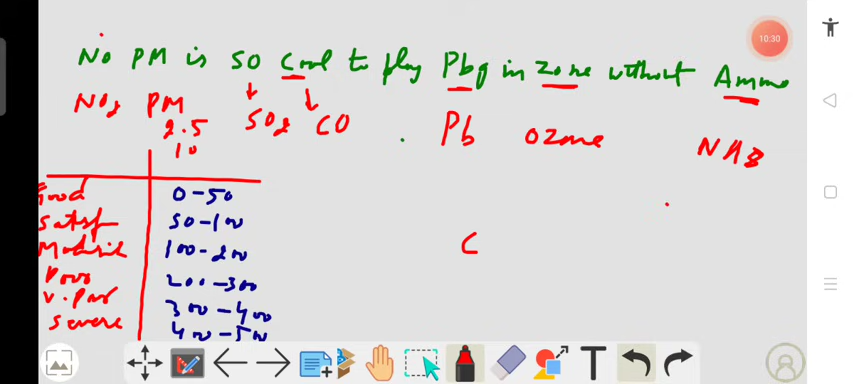 No PM is SO Cool to play Pbg in Zone without Ammo
NO2 PM SO2 CO Pb Ozone NH3
2.5
10
Good 0-50
Satisf 50-100
200-300
Poor
V. Poor 300-400
Severe 400-500
100-200
C
10:30
T